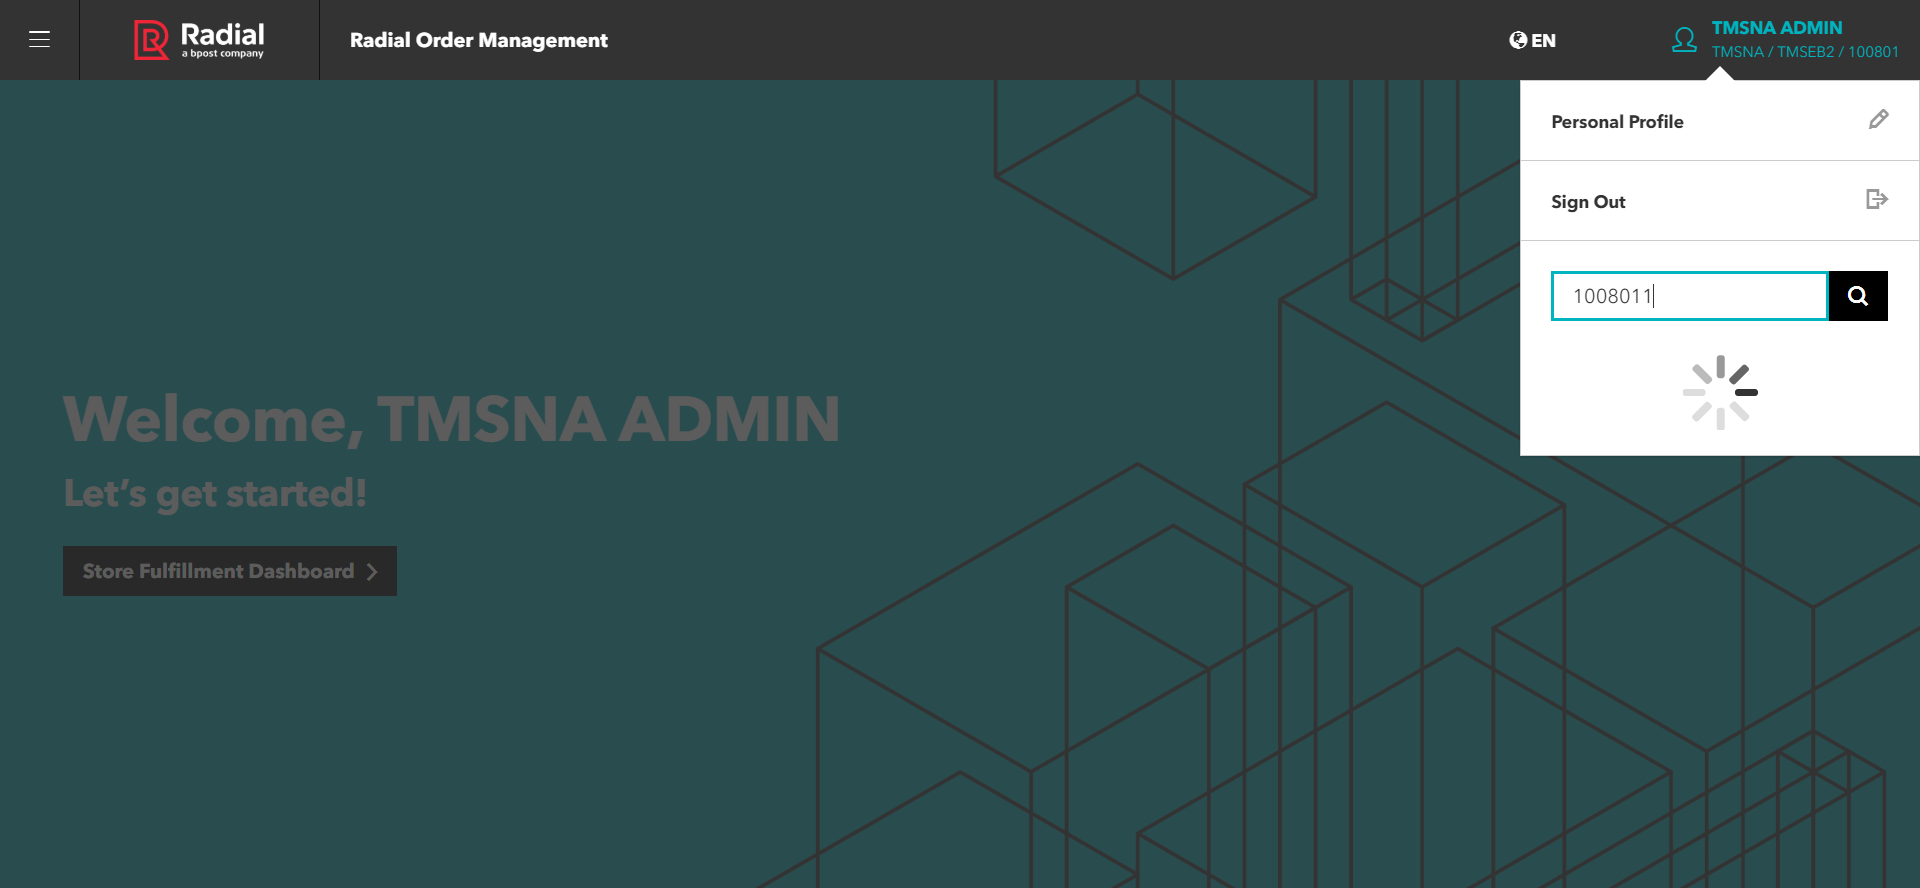 Radial
a bpost company
Radial Order Management
EN
TMSNA ADMIN
TMSNA / TMSEB2 / 100801
Personal Profile
Sign Out
1008011
Welcome, TMSNA ADMIN
Let's get started!
Store Fulfillment Dashboard